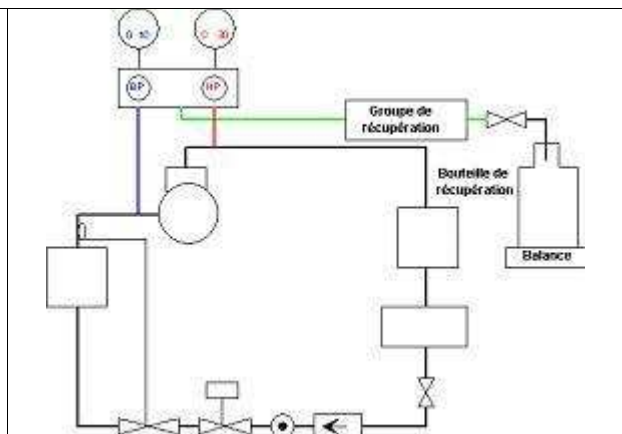 0 10
0 30
BP
HP
Groupe de
récupération
Bouteille de
récupération
Balance